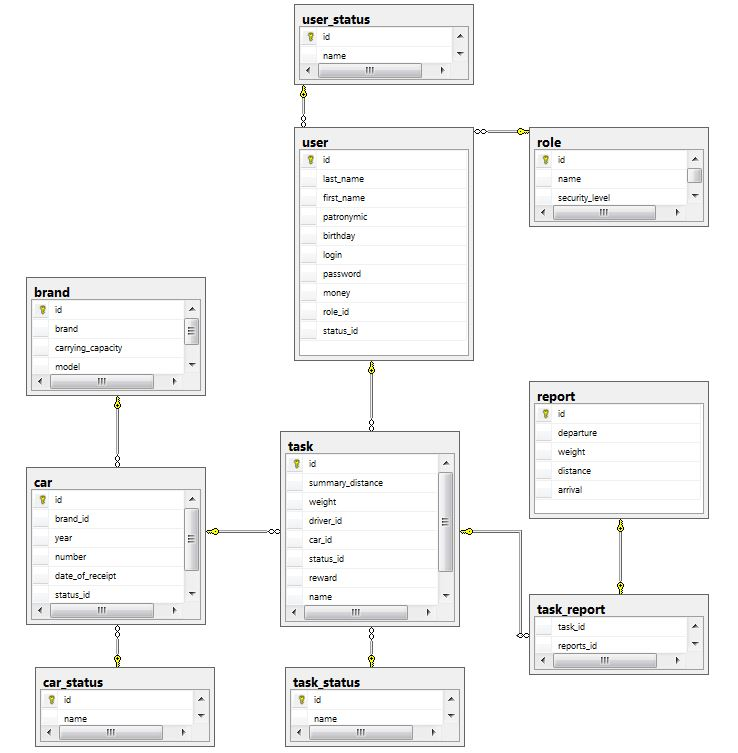 user_status
id
name
user
id
last_name
first_name
patronymic
birthday
login
password
money
role_id
status_id
role
id
name
security_level
brand
id
brand
carrying_capacity
model
report
id
departure
weight
distance
arrival
task
id
summary_distance
weight
driver_id
car_id
status_id
reward
name
car
id
brand_id
year
number
date_of_receipt
status_id
task_report
task_id
reports_id
car_status
id
name
task_status
id
name